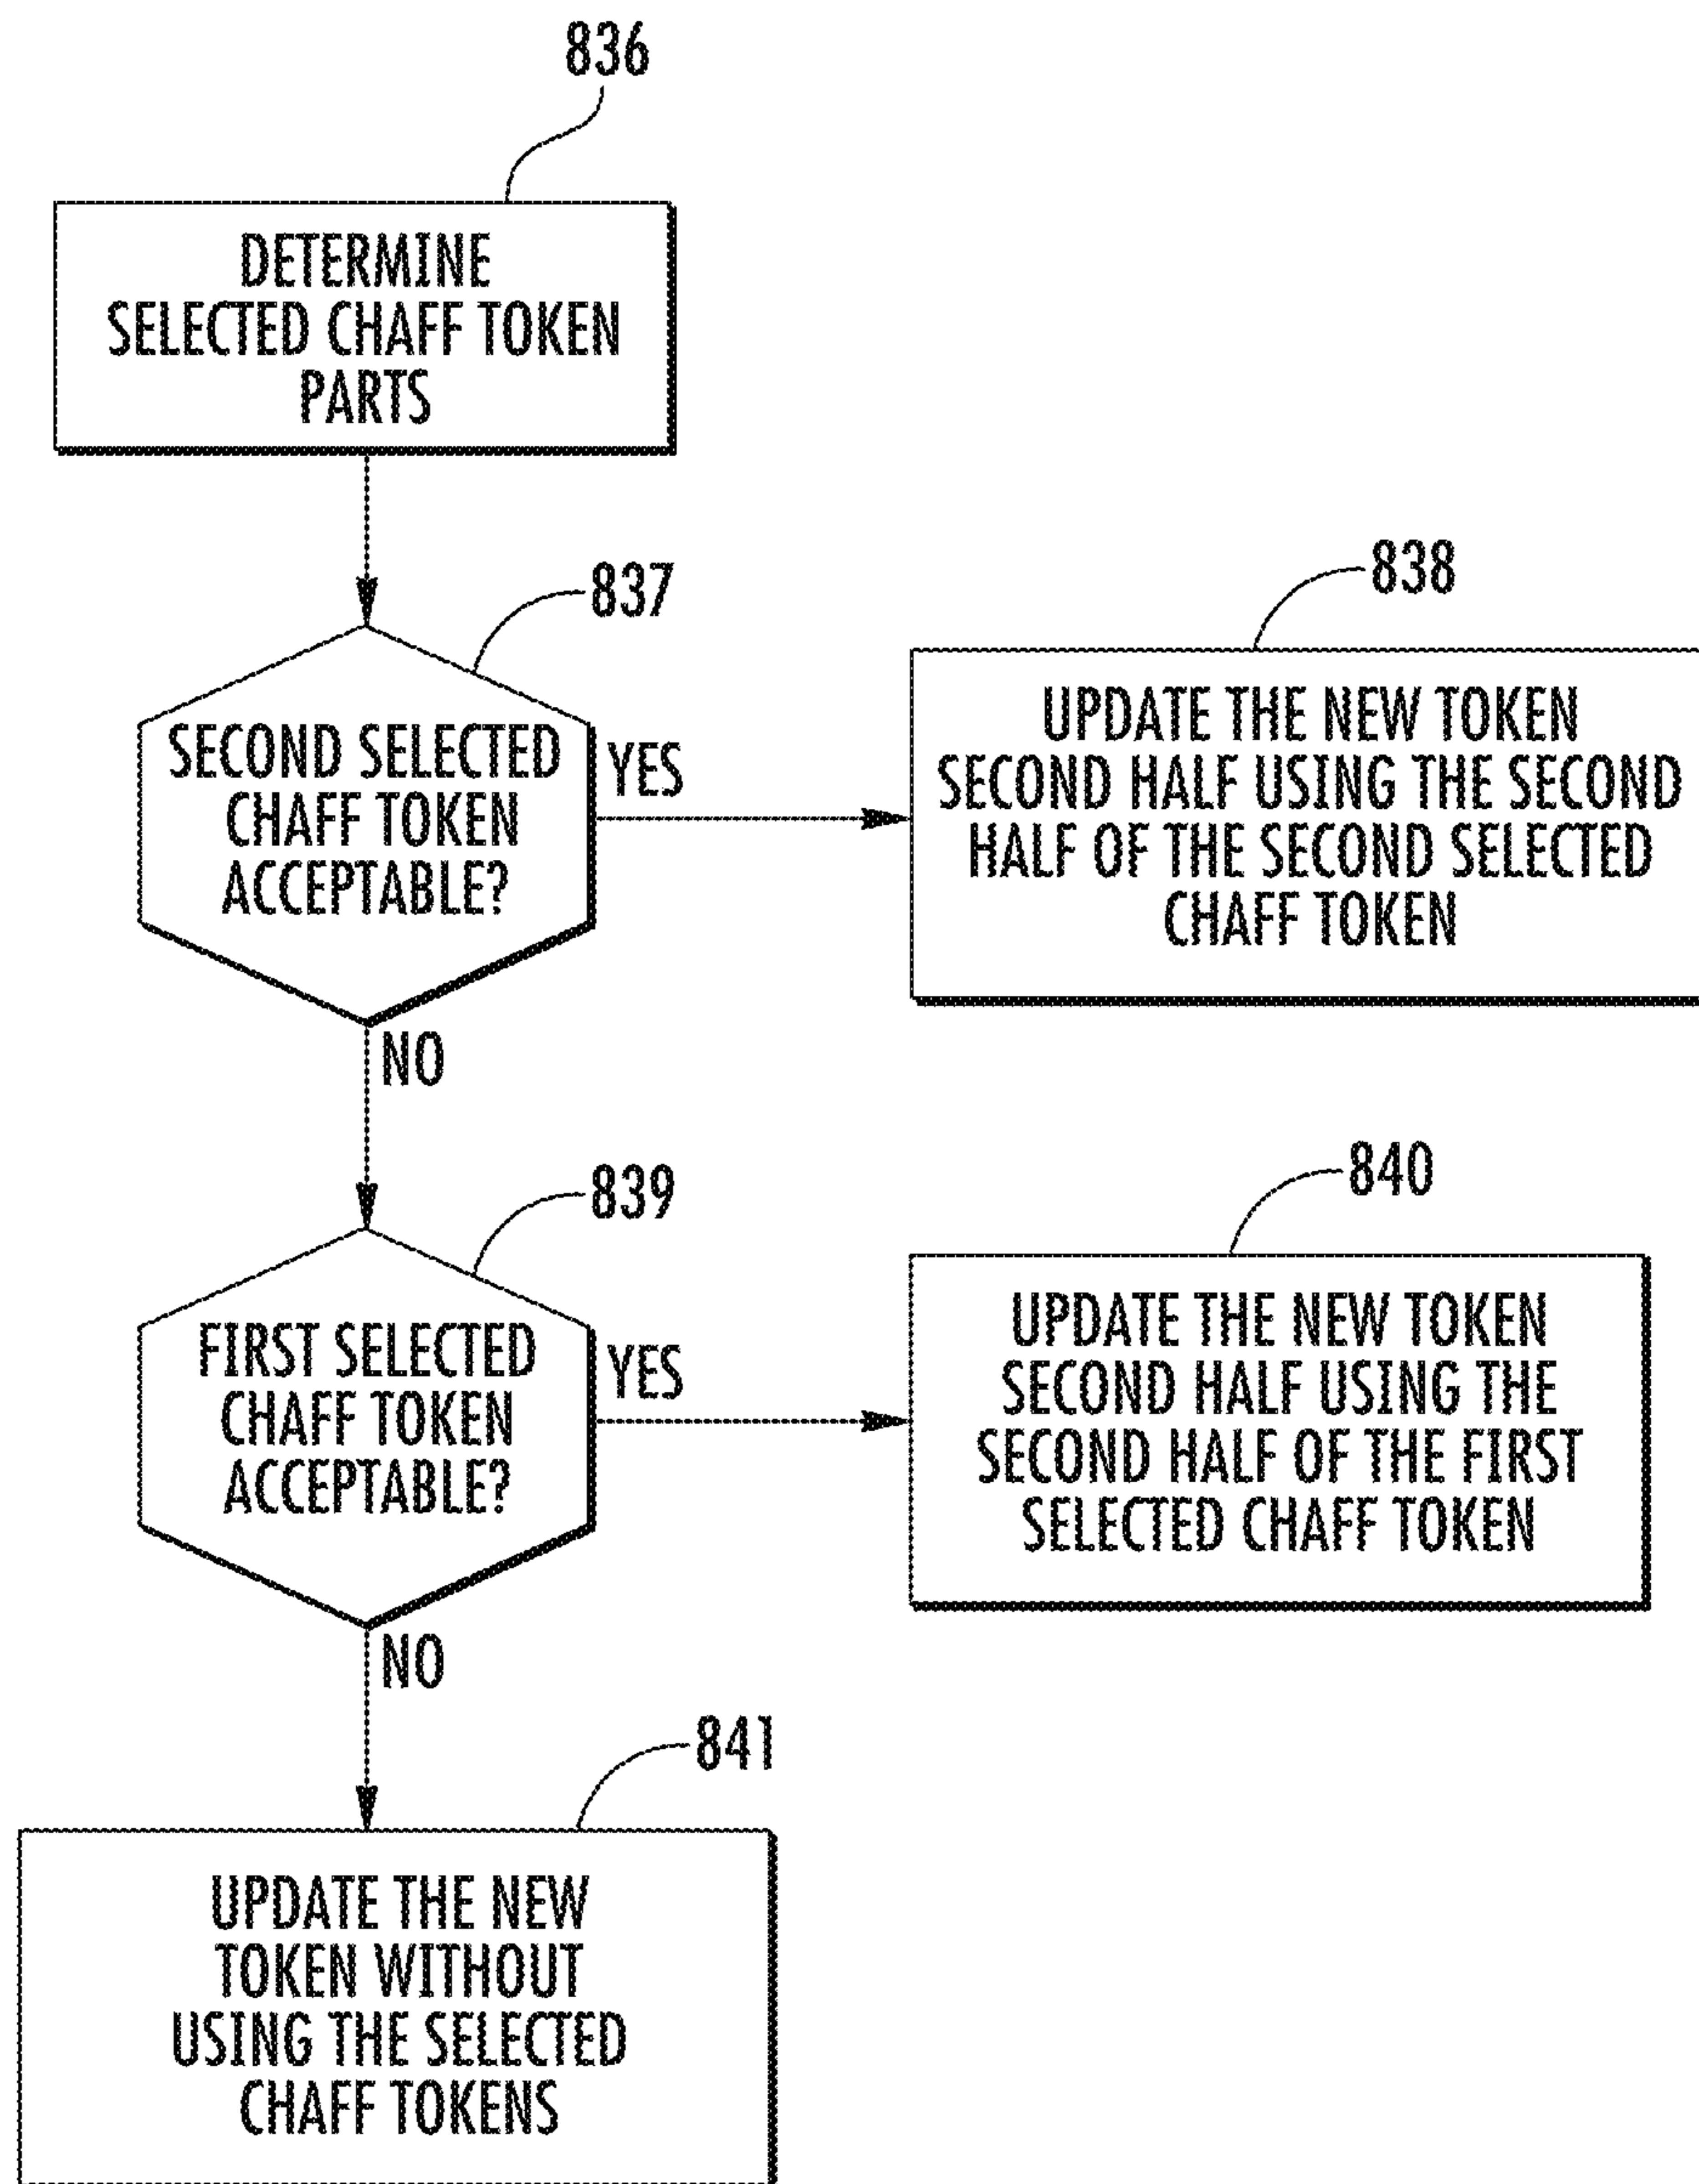 836
DETERMINE
SELECTED CHAFF TOKEN
PARTS
837
SECOND SELECTED
CHAFF TOKEN
ACCEPTABLE?
YES
838
UPDATE THE NEW TOKEN
SECOND HALF USING THE SECOND
HALF OF THE SECOND SELECTED
CHAFF TOKEN
NO
839
FIRST SELECTED
CHAFF TOKEN
ACCEPTABLE?
YES
840
UPDATE THE NEW TOKEN
SECOND HALF USING THE
SECOND HALF OF THE FIRST
SELECTED CHAFF TOKEN
NO
841
UPDATE THE NEW
TOKEN WITHOUT
USING THE SELECTED
CHAFF TOKENS